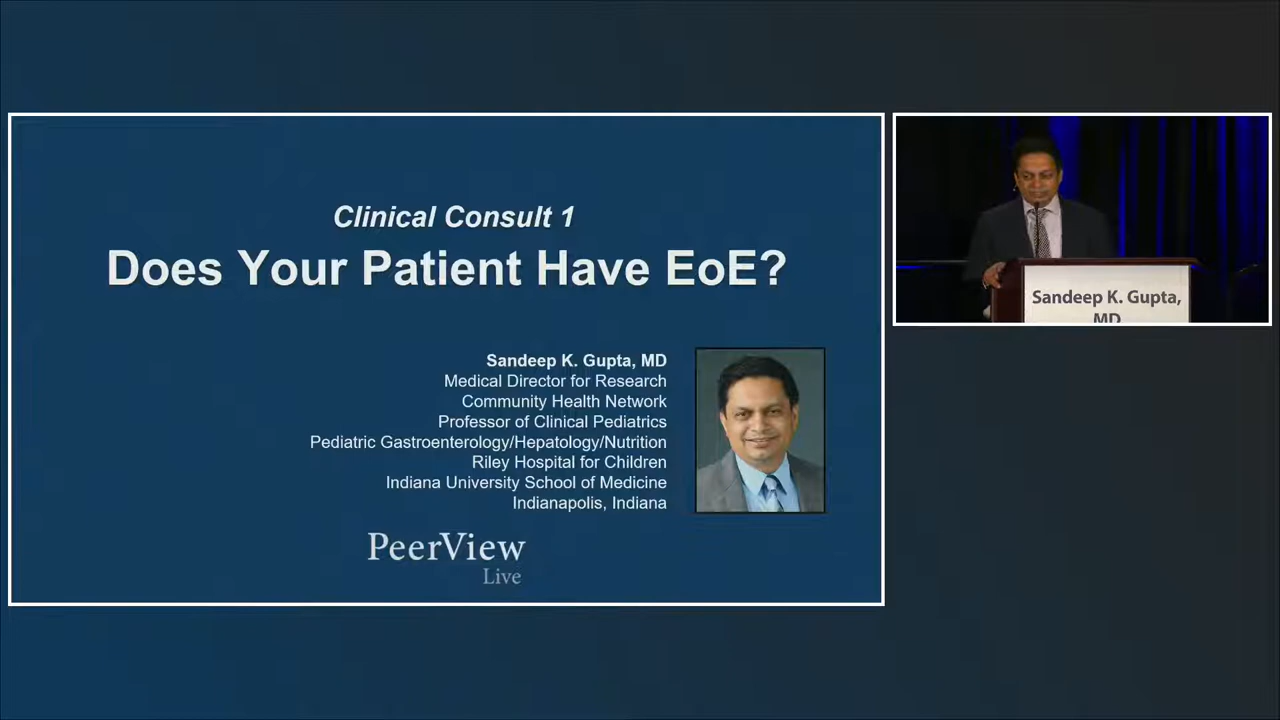 Clinical Consult 1
Does Your Patient Have EoE?
Sandeep K. Gupta, MD
Medical Director for Research
Community Health Network
Professor of Clinical Pediatrics
Pediatric Gastroenterology/Hepatology/Nutrition
Riley Hospital for Children
Indiana University School of Medicine
Indianapolis, Indiana
PeerView
Live
Sandeep K. Gupta,
MD